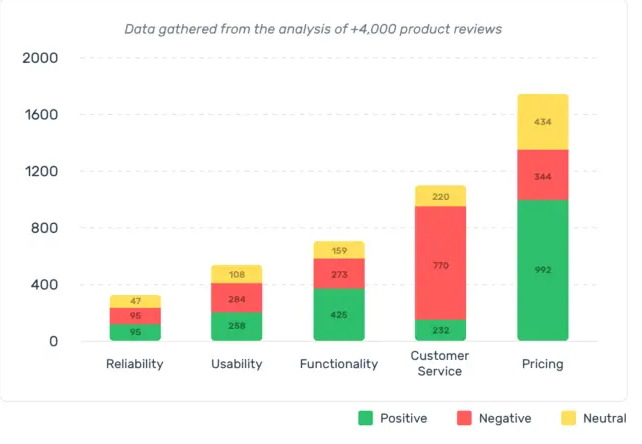 Data gathered from the analysis of +4,000 product reviews
2000
1600
1200
800
400
0
47
95
95
108
284
258
159
273
425
220
770
232
434
344
992
Reliability
Usability
Functionality
Customer
Service
Pricing
Positive
Negative
Neutral